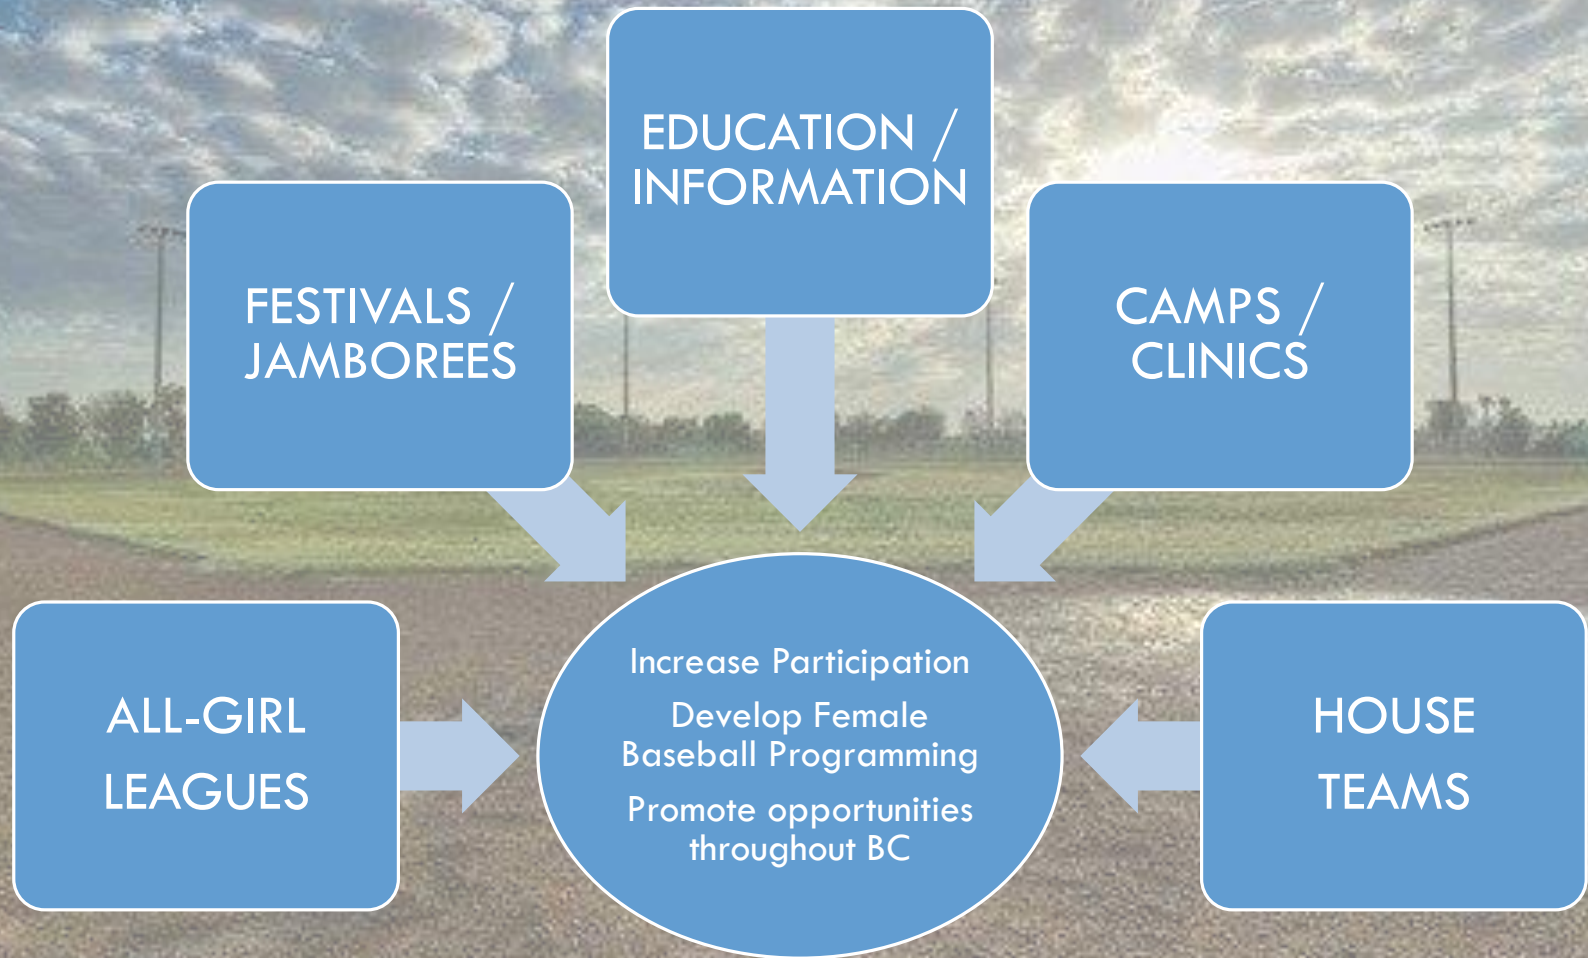 EDUCATION /
INFORMATION
FESTIVALS /
JAMBOREES
CAMPS /
CLINICS
ALL-GIRL
LEAGUES
Increase Participation
Develop Female
Baseball Programming
Promote opportunities
throughout BC
HOUSE
TEAMS